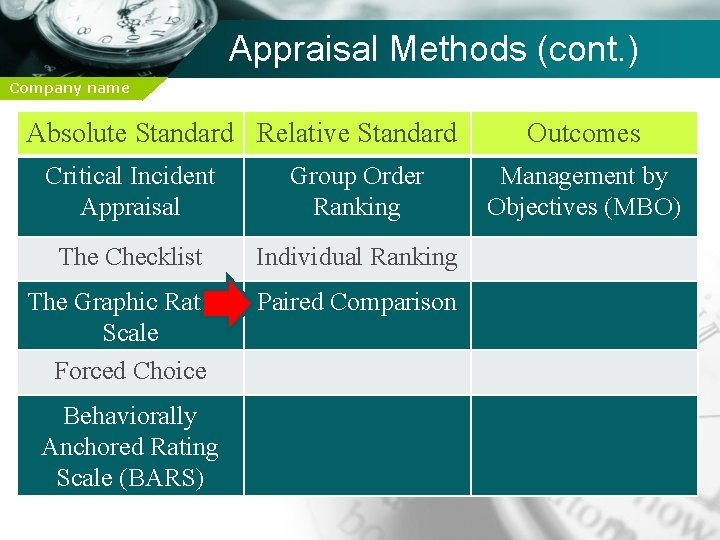 Appraisal Methods (cont.)
Company name
Absolute Standard Relative Standard Outcomes
Critical Incident Appraisal
Group Order Ranking
Management by Objectives (MBO)
The Checklist
Individual Ranking
The Graphic Rat
Scale
Paired Comparison
Forced Choice
Behaviorally
Anchored Rating
Scale (BARS)